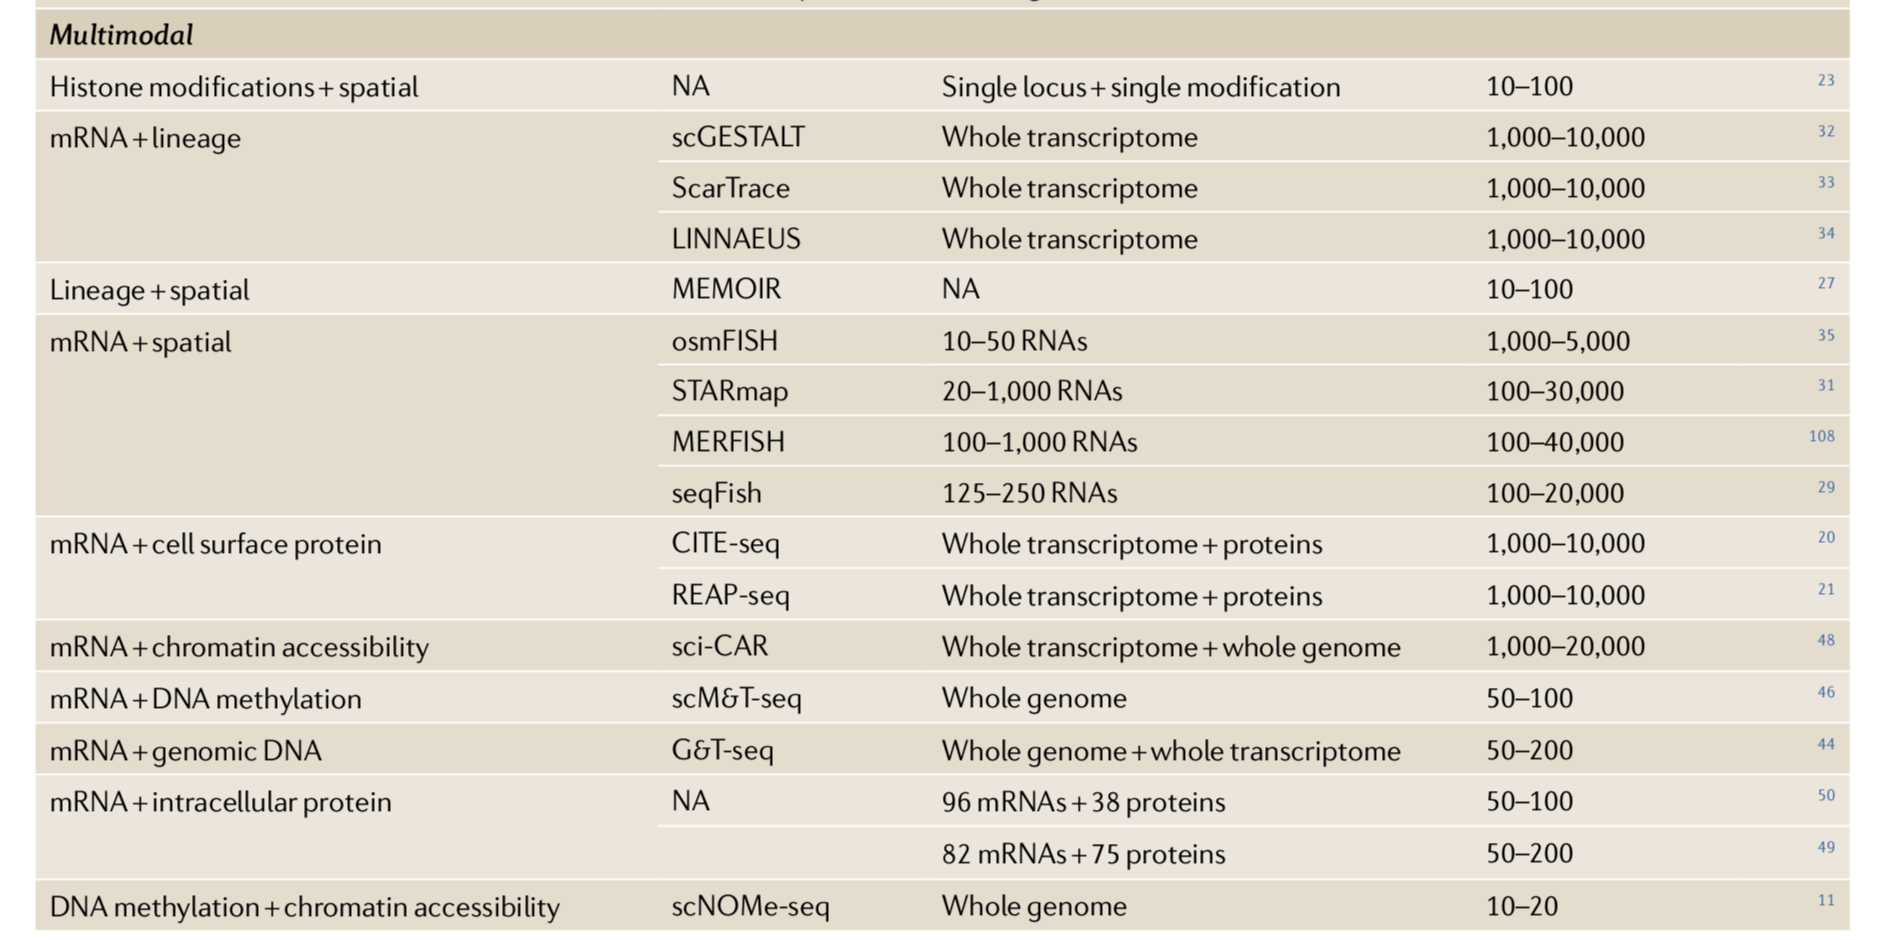 Multimodal
Histone modifications + spatial NA Single locus + single modification 10–100 23
mRNA + lineage scGESTALT Whole transcriptome 1,000–10,000 32
ScarTrace Whole transcriptome 1,000–10,000 33
LINNAEUS Whole transcriptome 1,000–10,000 34
Lineage + spatial MEMOIR NA 10–100 27
mRNA + spatial osmFISH 10–50 RNAs 1,000–5,000 35
STARmap 20–1,000 RNAs 100–30,000 31
MERFISH 100–1,000 RNAs 100–40,000 108
seqFish 125–250 RNAs 100–20,000 29
mRNA + cell surface protein CITE-seq Whole transcriptome + proteins 1,000–10,000 20
REAP-seq Whole transcriptome + proteins 1,000–10,000 21
mRNA + chromatin accessibility sci-CAR Whole transcriptome + whole genome 1,000–20,000 48
mRNA + DNA methylation scM&T-seq Whole genome 50–100 46
mRNA + genomic DNA G&T-seq Whole genome + whole transcriptome 50–200 44
mRNA + intracellular protein NA 96 mRNAs + 38 proteins 50–100 50
82 mRNAs + 75 proteins 50–200 49
DNA methylation + chromatin accessibility scNOMe-seq Whole genome 10–20 11